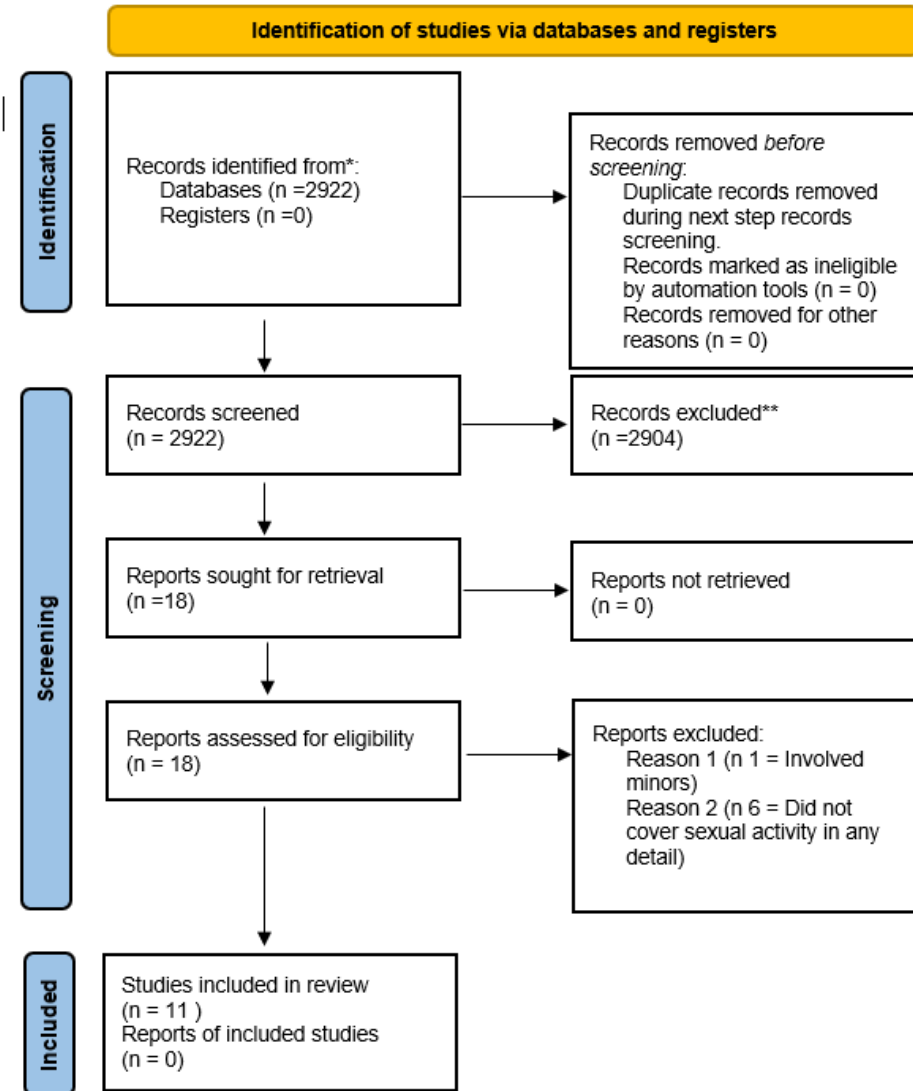 Identification of studies via databases and registers
Identification
Records identified from*:
Databases (n =2922)
Registers (n =0)
Records removed before
screening:
Duplicate records removed
during next step records
screening.
Records marked as ineligible
by automation tools (n = 0)
Records removed for other
reasons (n = 0)
Screening
Records screened
(n = 2922)
Records excluded**
(n =2904)
Reports sought for retrieval
(n =18)
Reports not retrieved
(n = 0)
Reports assessed for eligibility
(n = 18)
Reports excluded:
Reason 1 (n 1 = Involved
minors)
Reason 2 (n 6 = Did not
cover sexual activity in any
detail)
Included
Studies included in review
(n = 11 )
Reports of included studies
(n = 0)